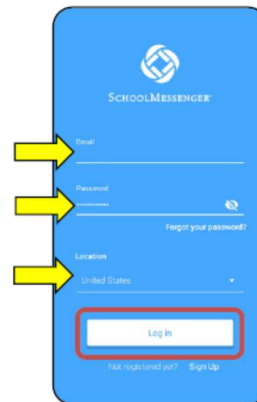 SCHOOLMESSENGER
Email
Password
············
Forgot your password?
Location
United States
Log in
Not registered yet? Sign Up